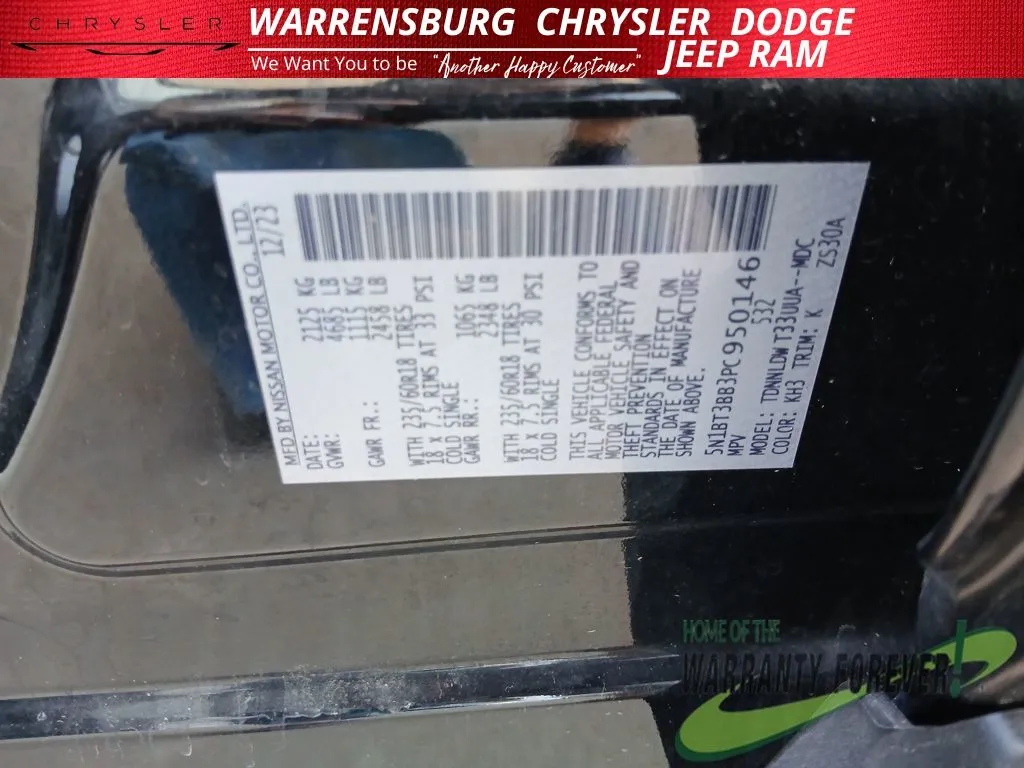 CHRYSLER
WARRENSBURG CHRYSLER DODGE
JEEP RAM
We Want You to be "Another Happy Customer"
MFD BY NISSAN MOTOR CO., LTD.
DATE: 12/23
GVWR: 2125 KG
4685 LB
GAWR FR.: 1115 KG
2458 LB
WITH 235/60R18 TIRES
18 x 7.5 RIMS AT 33 PSI
COLD SINGLE
GAWR RR.: 1065 KG
2348 LB
WITH 235/60R18 TIRES
18 x 7.5 RIMS AT 30 PSI
COLD SINGLE
THIS VEHICLE CONFORMS TO
ALL APPLICABLE FEDERAL
MOTOR VEHICLE SAFETY AND
THEFT PREVENTION
STANDARDS IN EFFECT ON
THE DATE OF MANUFACTURE
SHOWN ABOVE.
5N1BT3BB3PC950146
MPV 532
MODEL: TDNNLDW T33UUA--MDC
COLOR: KH3 TRIM: K ZS30A
HOME OF THE
WARRANTY FOREVER!